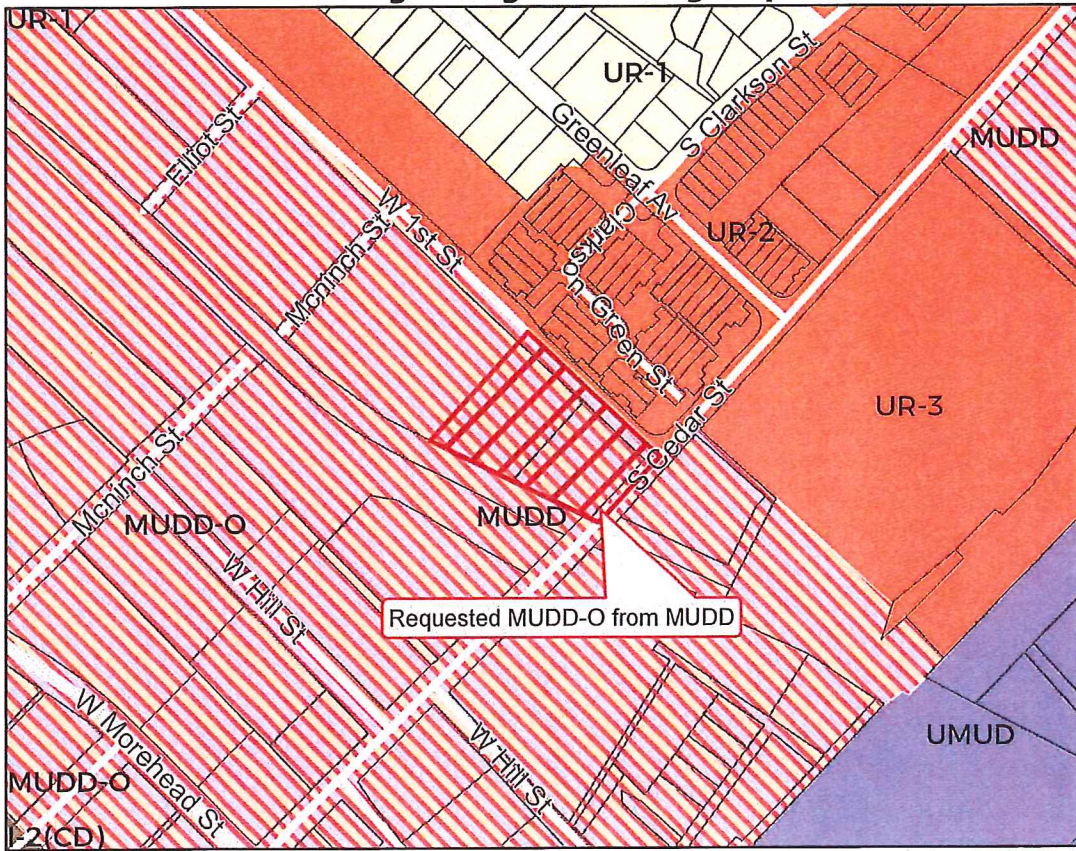 UR-1
UR-1
S Clarkson St
Elliot St
Greenleaf Av
MUDD
W 1st St
Mcninch St
Clarkson Green St
UR-2
UR-3
S Cedar St
Mcninch St
MUDD-O
MUDD
W Hill St
Requested MUDD-O from MUDD
W Morehead St
W Hill St
UMUD
MUDD-O
I-2(CD)